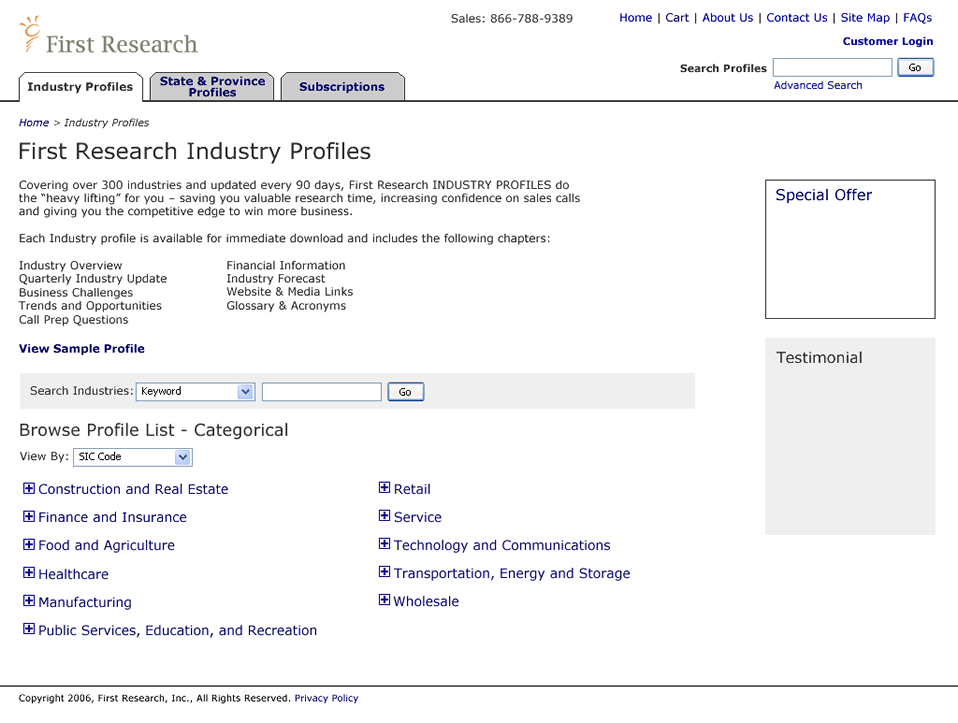 Sales: 866-788-9389
Home | Cart | About Us | Contact Us | Site Map | FAQs
First Research
Customer Login
Search Profiles Go
Advanced Search
Industry Profiles
State & Province
Profiles
Subscriptions
Home > Industry Profiles
First Research Industry Profiles
Covering over 300 industries and updated every 90 days, First Research INDUSTRY PROFILES do
the “heavy lifting” for you – saving you valuable research time, increasing confidence on sales calls
and giving you the competitive edge to win more business.
Each Industry profile is available for immediate download and includes the following chapters:
Industry Overview
Quarterly Industry Update
Business Challenges
Trends and Opportunities
Call Prep Questions
Financial Information
Industry Forecast
Website & Media Links
Glossary & Acronyms
View Sample Profile
Search Industries: Keyword Go
Browse Profile List - Categorical
View By: SIC Code
Construction and Real Estate
Finance and Insurance
Food and Agriculture
Healthcare
Manufacturing
Public Services, Education, and Recreation
Retail
Service
Technology and Communications
Transportation, Energy and Storage
Wholesale
Special Offer
Testimonial
Copyright 2006, First Research, Inc., All Rights Reserved. Privacy Policy